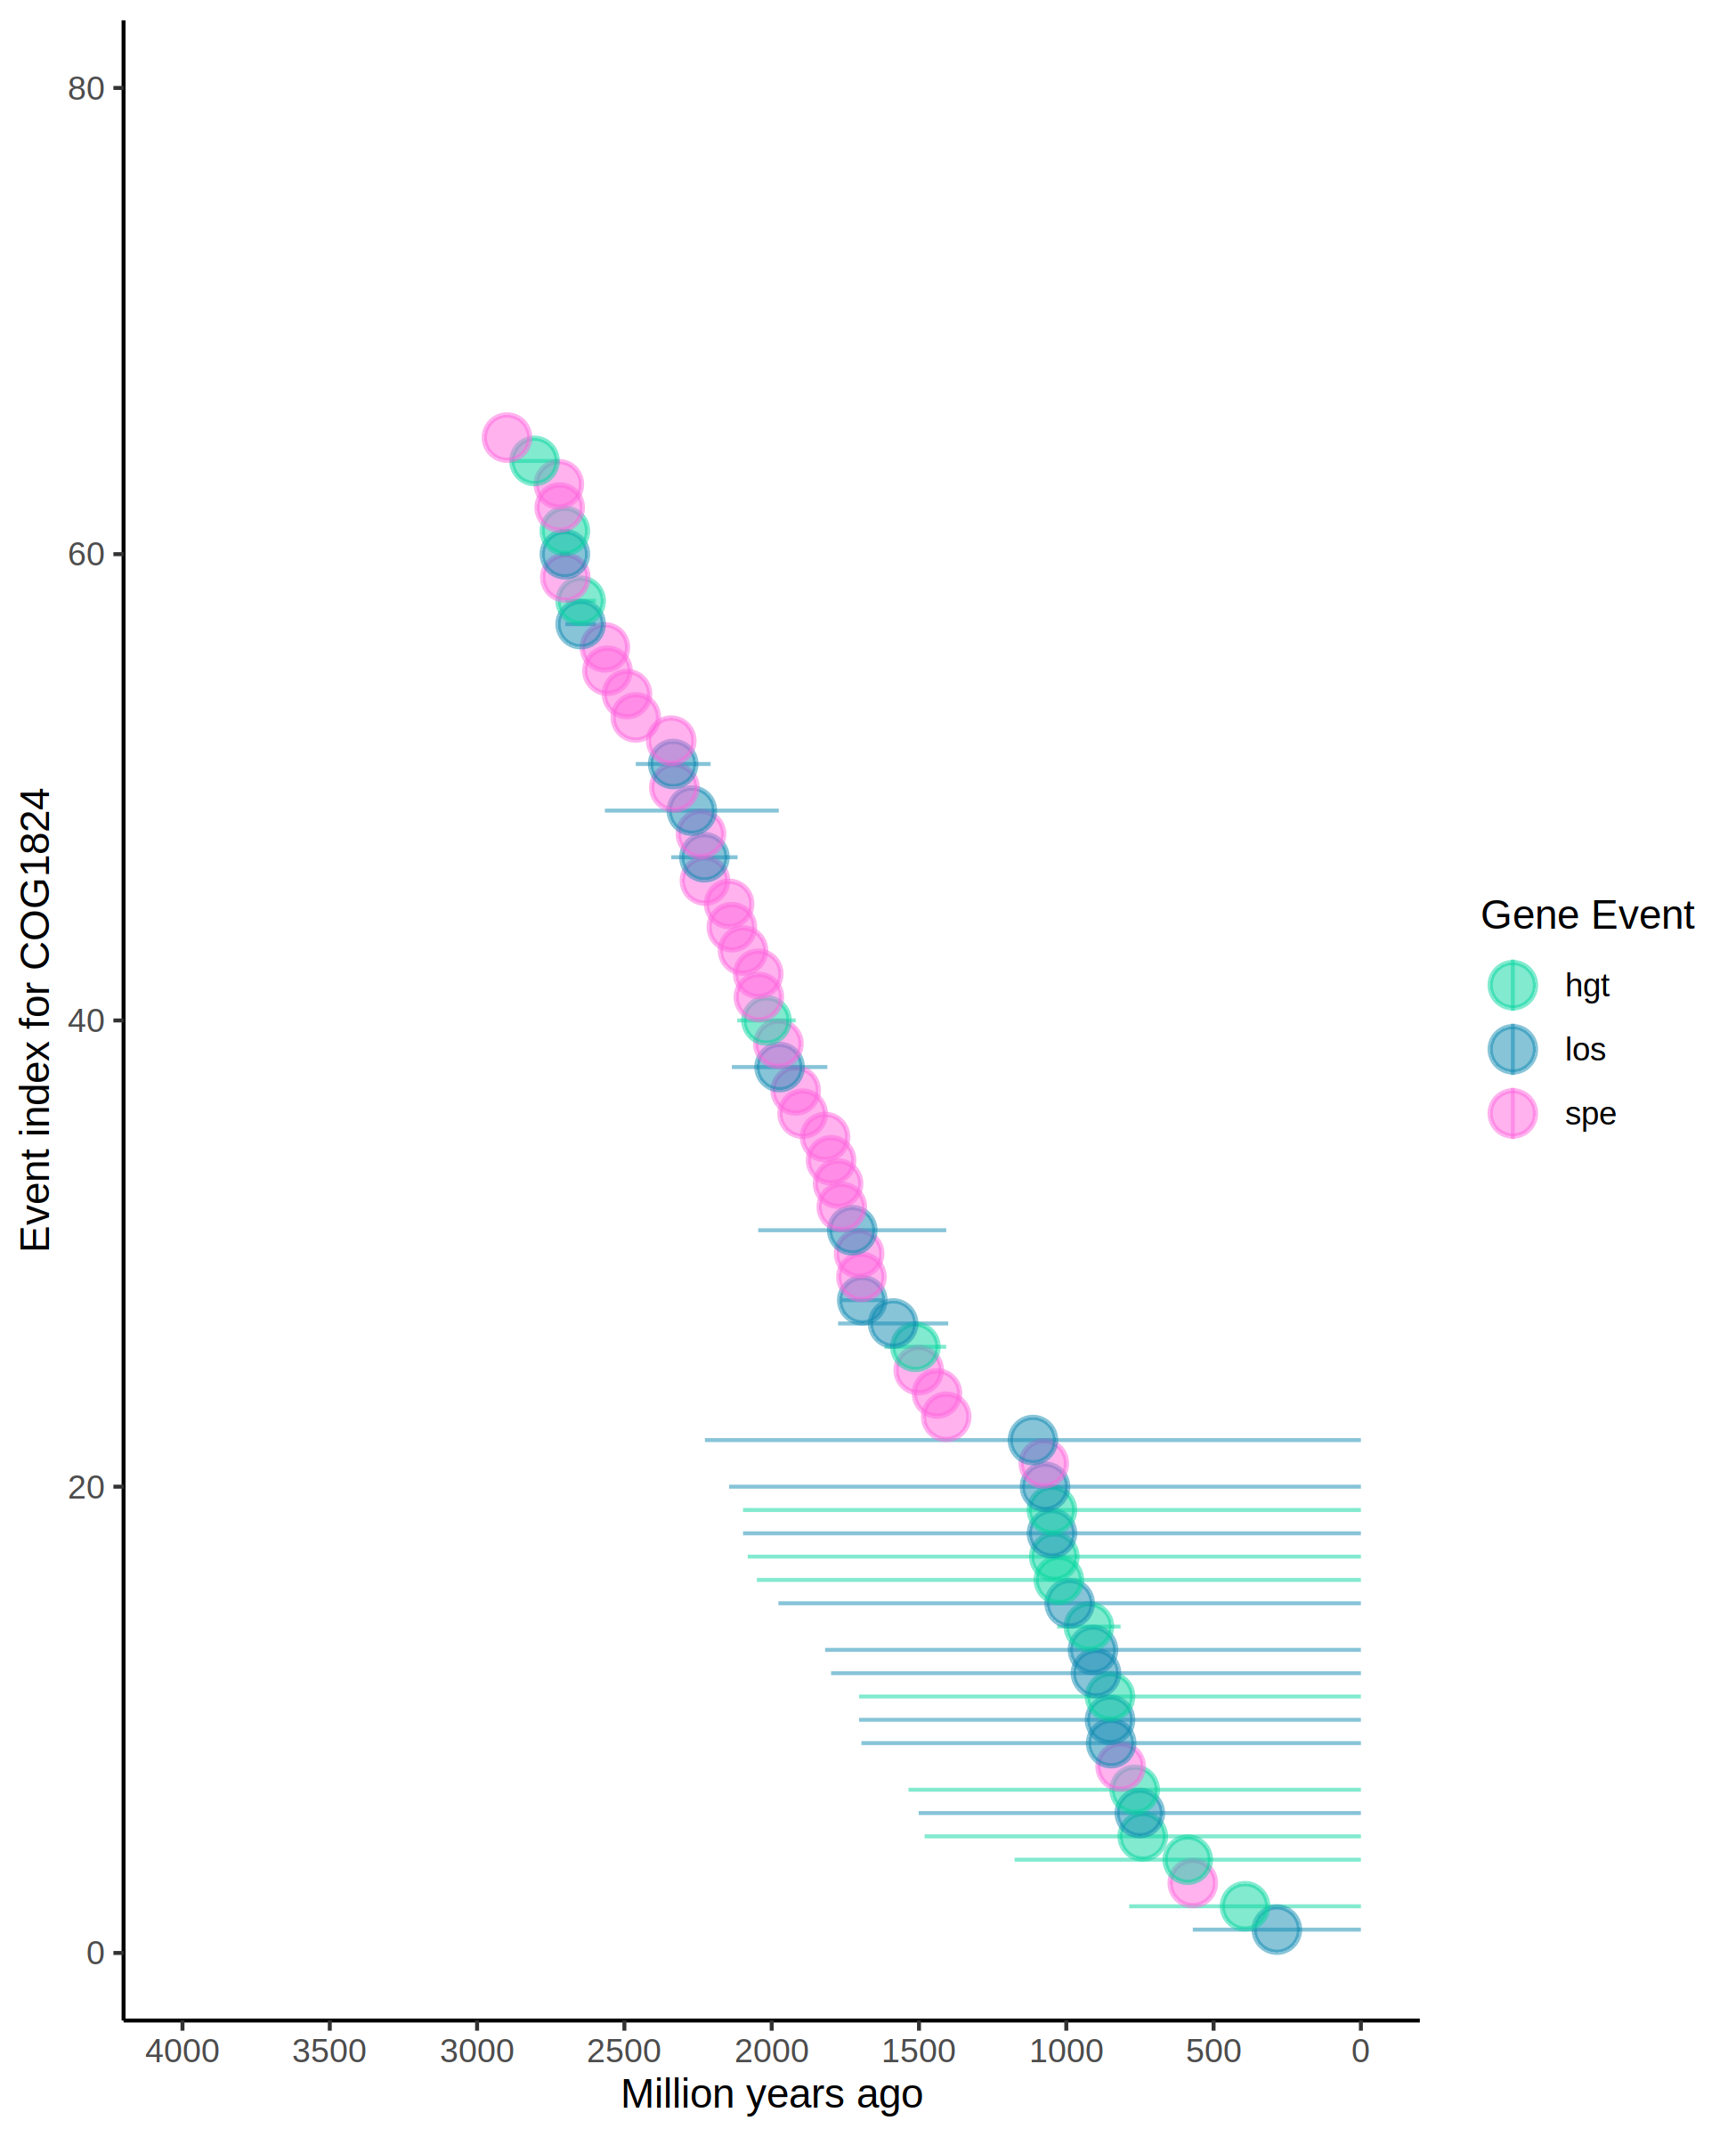 80
60
40
20
0
Event index for COG1824
4000 3500 3000 2500 2000 1500 1000 500 0
Million years ago
Gene Event
hgt
los
spe